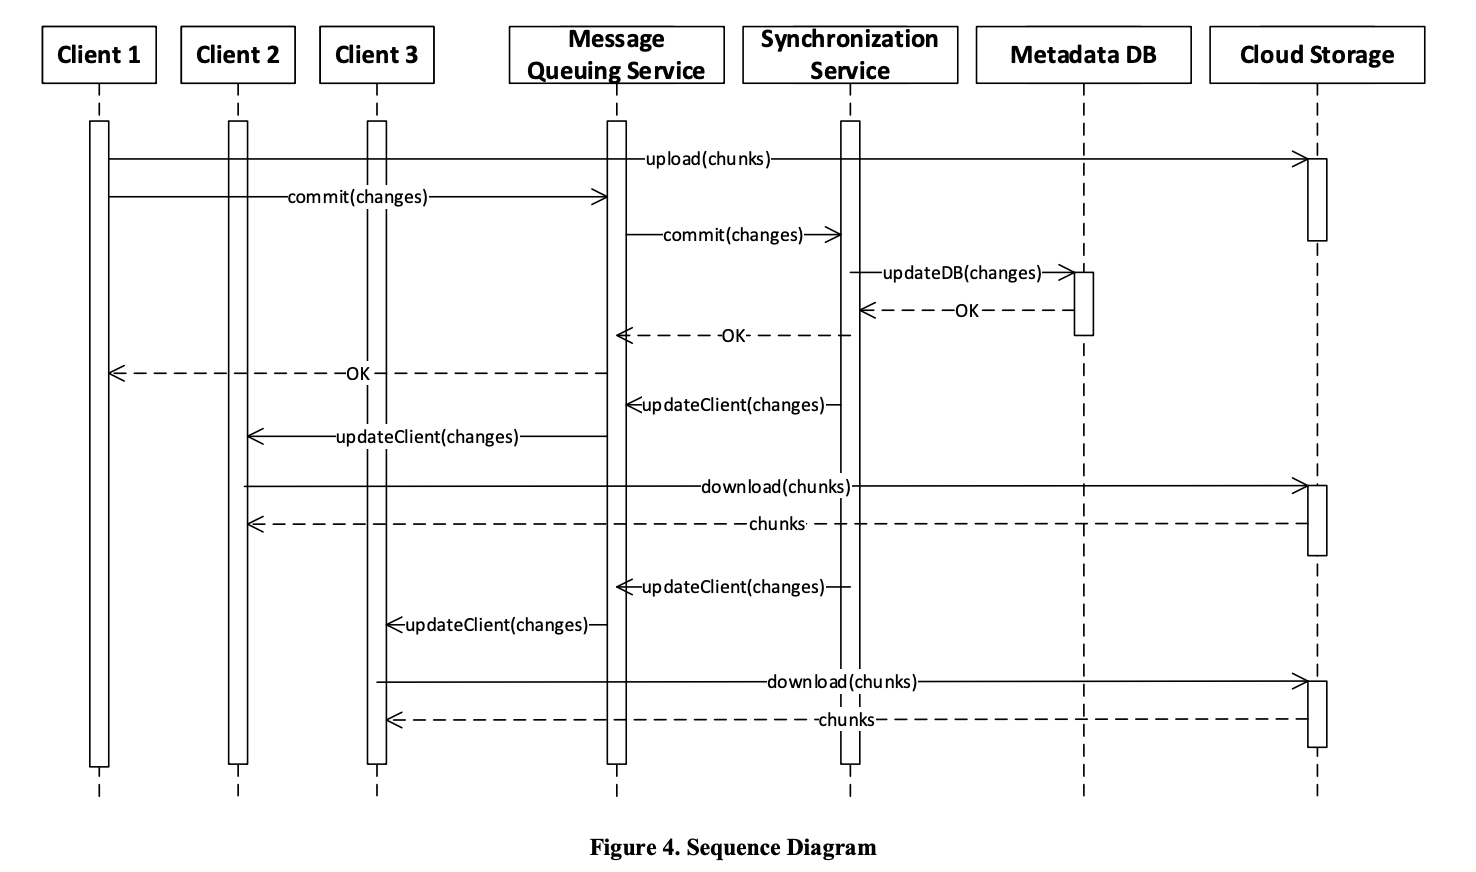 Client 1
Client 2
Client 3
Message
Queuing Service
Synchronization
Service
Metadata DB
Cloud Storage
upload(chunks)
commit(changes)
commit(changes)
updateDB(changes)
OK
OK
OK
updateClient(changes)
updateClient(changes)
download(chunks)
chunks
updateClient(changes)
updateClient(changes)
download(chunks)
chunks
Figure 4. Sequence Diagram